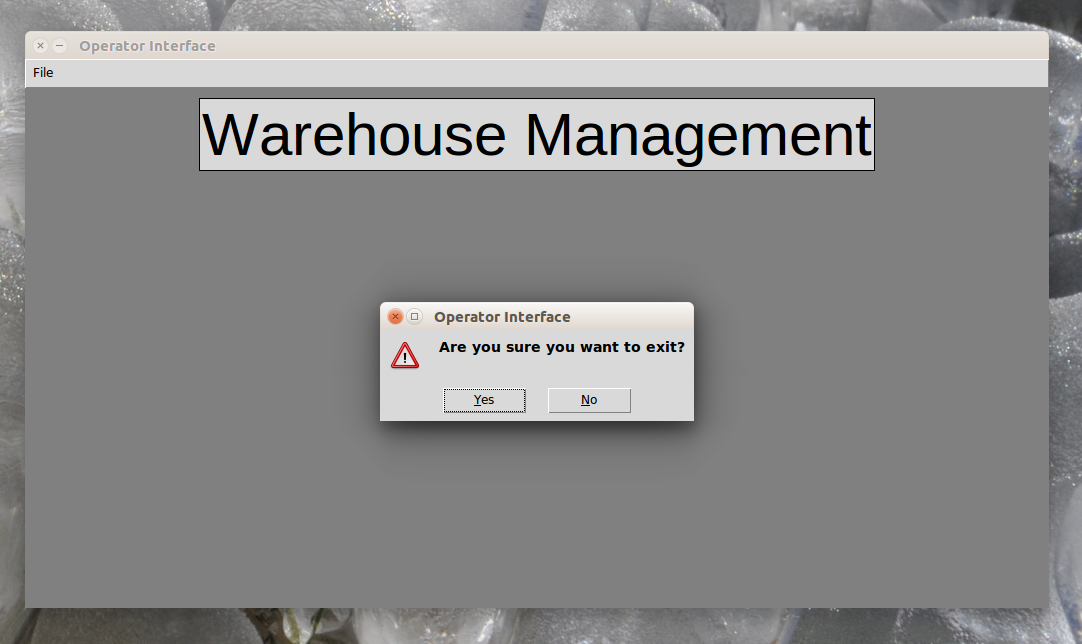 Operator Interface
File
Warehouse Management
Operator Interface
Are you sure you want to exit?
Yes No